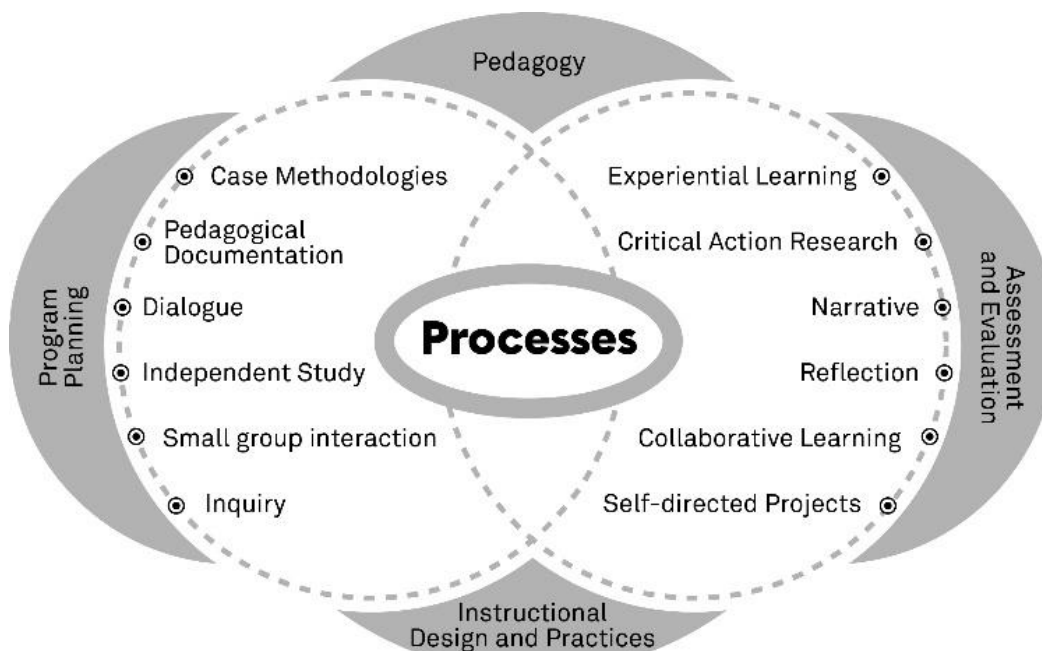 Pedagogy
Case Methodologies
Pedagogical
Documentation
Dialogue
Independent Study
Small group interaction
Inquiry
Program
Planning
Processes
Experiential Learning
Critical Action Research
Narrative
Reflection
Collaborative Learning
Self-directed Projects
Assessment
and Evaluation
Instructional
Design and Practices